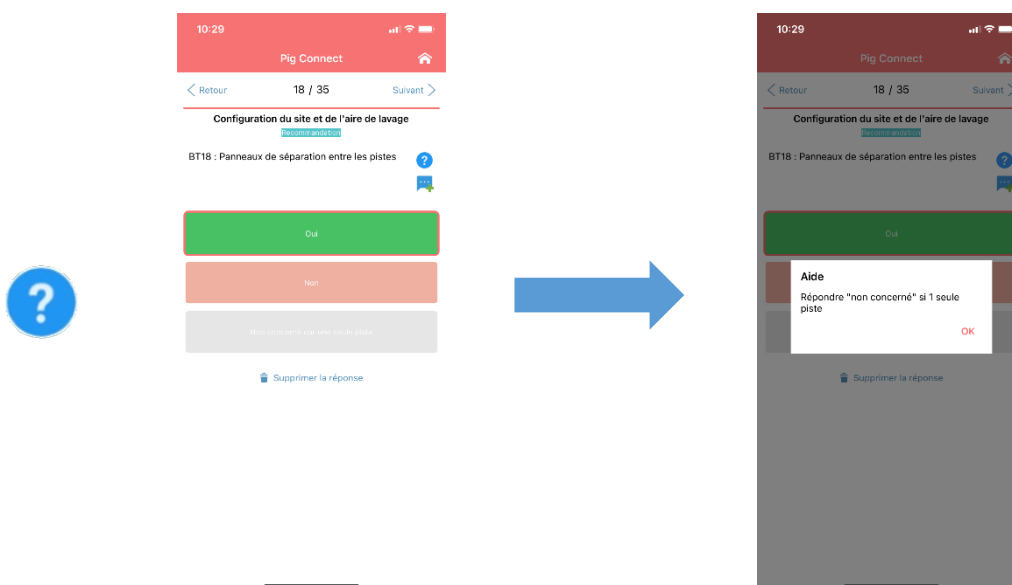 10:29
Pig Connect
Retour
18 / 35
Suivant
Configuration du site et de l'aire de lavage
Recommandation
BT18 : Panneaux de séparation entre les pistes
?
Oui
Non
Non concerné car une seule piste
Supprimer la réponse
?
10:29
Pig Connect
Retour
18 / 35
Suivant
Configuration du site et de l'aire de lavage
Recommandation
BT18 : Panneaux de séparation entre les pistes
?
Oui
Aide
Répondre "non concerné" si 1 seule
piste
OK
Supprimer la réponse